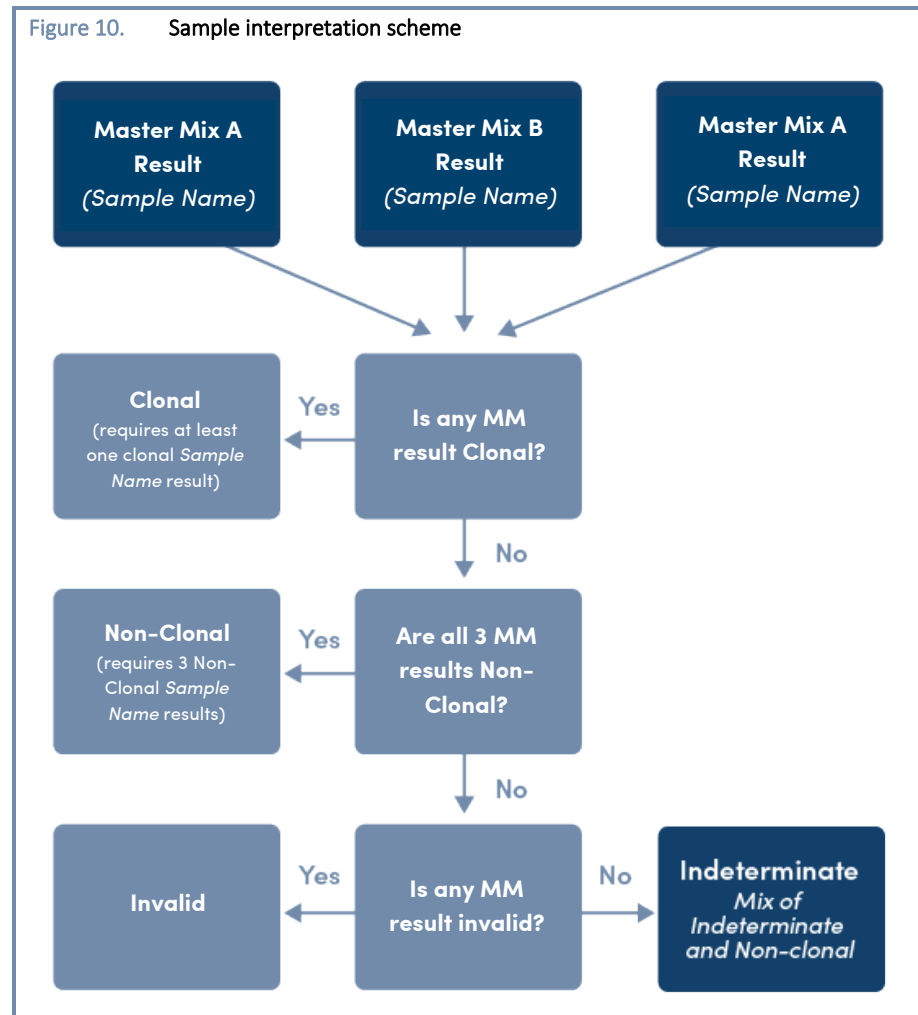 Figure 10. Sample interpretation scheme
Master Mix A
Result
(Sample Name)
Master Mix B
Result
(Sample Name)
Master Mix A
Result
(Sample Name)
Clonal
(requires at least
one clonal Sample
Name result)
Yes
Is any MM
result Clonal?
No
Non-Clonal
(requires 3 Non-
Clonal Sample
Name results)
Yes
Are all 3 MM
results Non-
Clonal?
No
Invalid
Yes
Is any MM
result invalid?
No
Indeterminate
Mix of
Indeterminate
and Non-clonal